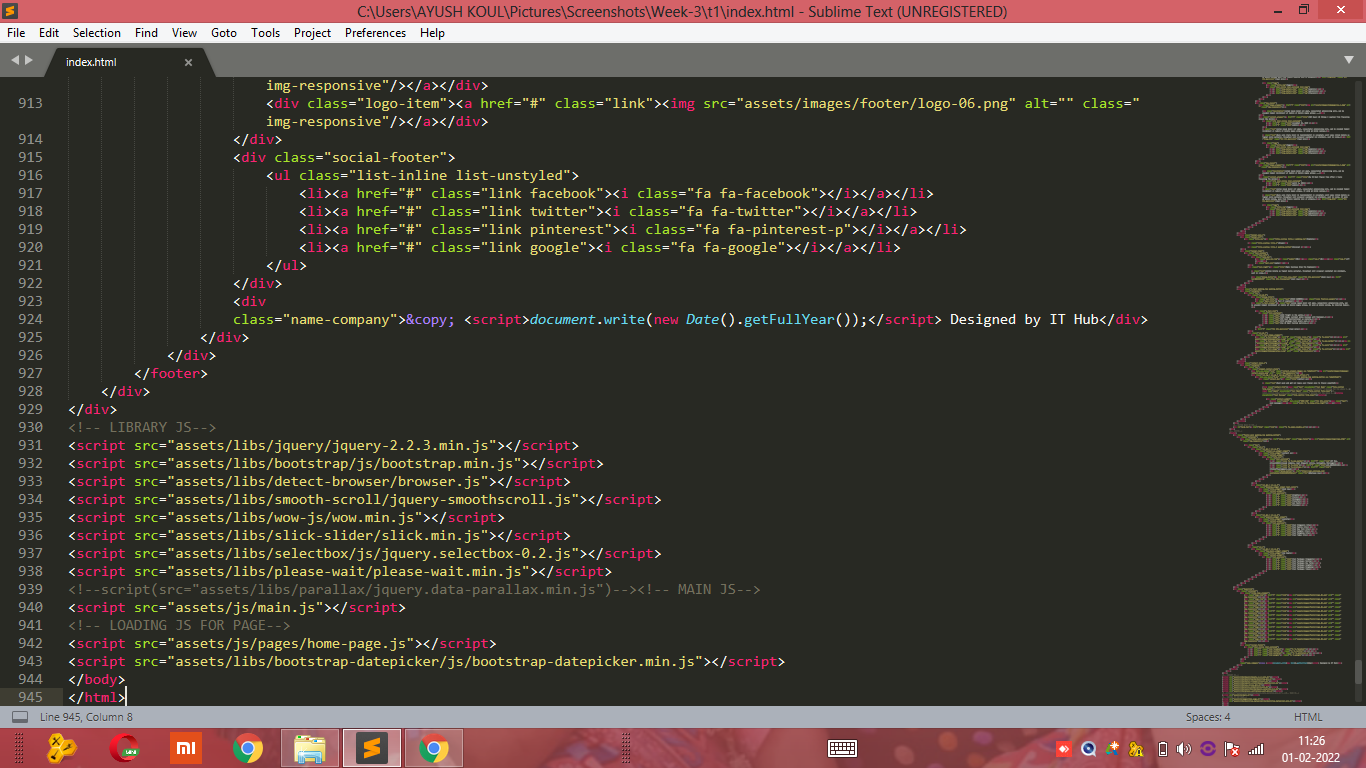 C:\Users\AYUSH KOUL\Pictures\Screenshots\Week-3\t1\index.html - Sublime Text (UNREGISTERED)
File Edit Selection Find View Goto Tools Project Preferences Help
index.html
img-responsive"/></a></div>
913 <div class="logo-item"><a href="#" class="link"><img src="assets/images/footer/logo-06.png" alt="" class="
img-responsive"/></a></div>
914 </div>
915 <div class="social-footer">
916 <ul class="list-inline list-unstyled">
917 <li><a href="#" class="link facebook"><i class="fa fa-facebook"></i></a></li>
918 <li><a href="#" class="link twitter"><i class="fa fa-twitter"></i></a></li>
919 <li><a href="#" class="link pinterest"><i class="fa fa-pinterest-p"></i></a></li>
920 <li><a href="#" class="link google"><i class="fa fa-google"></i></a></li>
921 </ul>
922 </div>
923 <div
924 class="name-company">&copy; <script>document.write(new Date().getFullYear());</script> Designed by IT Hub</div>
925 </div>
926 </div>
927 </footer>
928 </div>
929 </div>
930 <!-- LIBRARY JS-->
931 <script src="assets/libs/jquery/jquery-2.2.3.min.js"></script>
932 <script src="assets/libs/bootstrap/js/bootstrap.min.js"></script>
933 <script src="assets/libs/detect-browser/browser.js"></script>
934 <script src="assets/libs/smooth-scroll/jquery-smoothscroll.js"></script>
935 <script src="assets/libs/wow-js/wow.min.js"></script>
936 <script src="assets/libs/slick-slider/slick.min.js"></script>
937 <script src="assets/libs/selectbox/js/jquery.selectbox-0.2.js"></script>
938 <script src="assets/libs/please-wait/please-wait.min.js"></script>
939 <!--script(src="assets/libs/parallax/jquery.data-parallax.min.js")--><!-- MAIN JS-->
940 <script src="assets/js/main.js"></script>
941 <!-- LOADING JS FOR PAGE-->
942 <script src="assets/js/pages/home-page.js"></script>
943 <script src="assets/libs/bootstrap-datepicker/js/bootstrap-datepicker.min.js"></script>
944 </body>
945 </html>
Line 945, Column 8 Spaces: 4 HTML
mi
11:26
01-02-2022